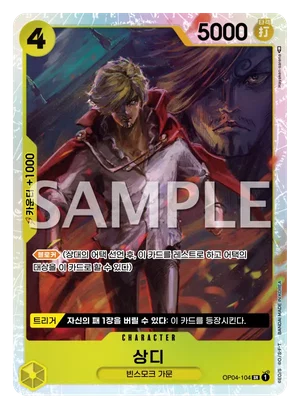 4
5000
타
카운터 +1000
SAMPLE
블로커 (상대의 어택 선언 후, 이 카드를 레스트로 하고 어택의
대상을 이 카드로 할 수 있다)
트리거 자신의 패 1장을 버릴 수 있다: 이 카드를 등장시킨다.
CHARACTER
상디
빈스모크 가문
OP04-104 SR 1